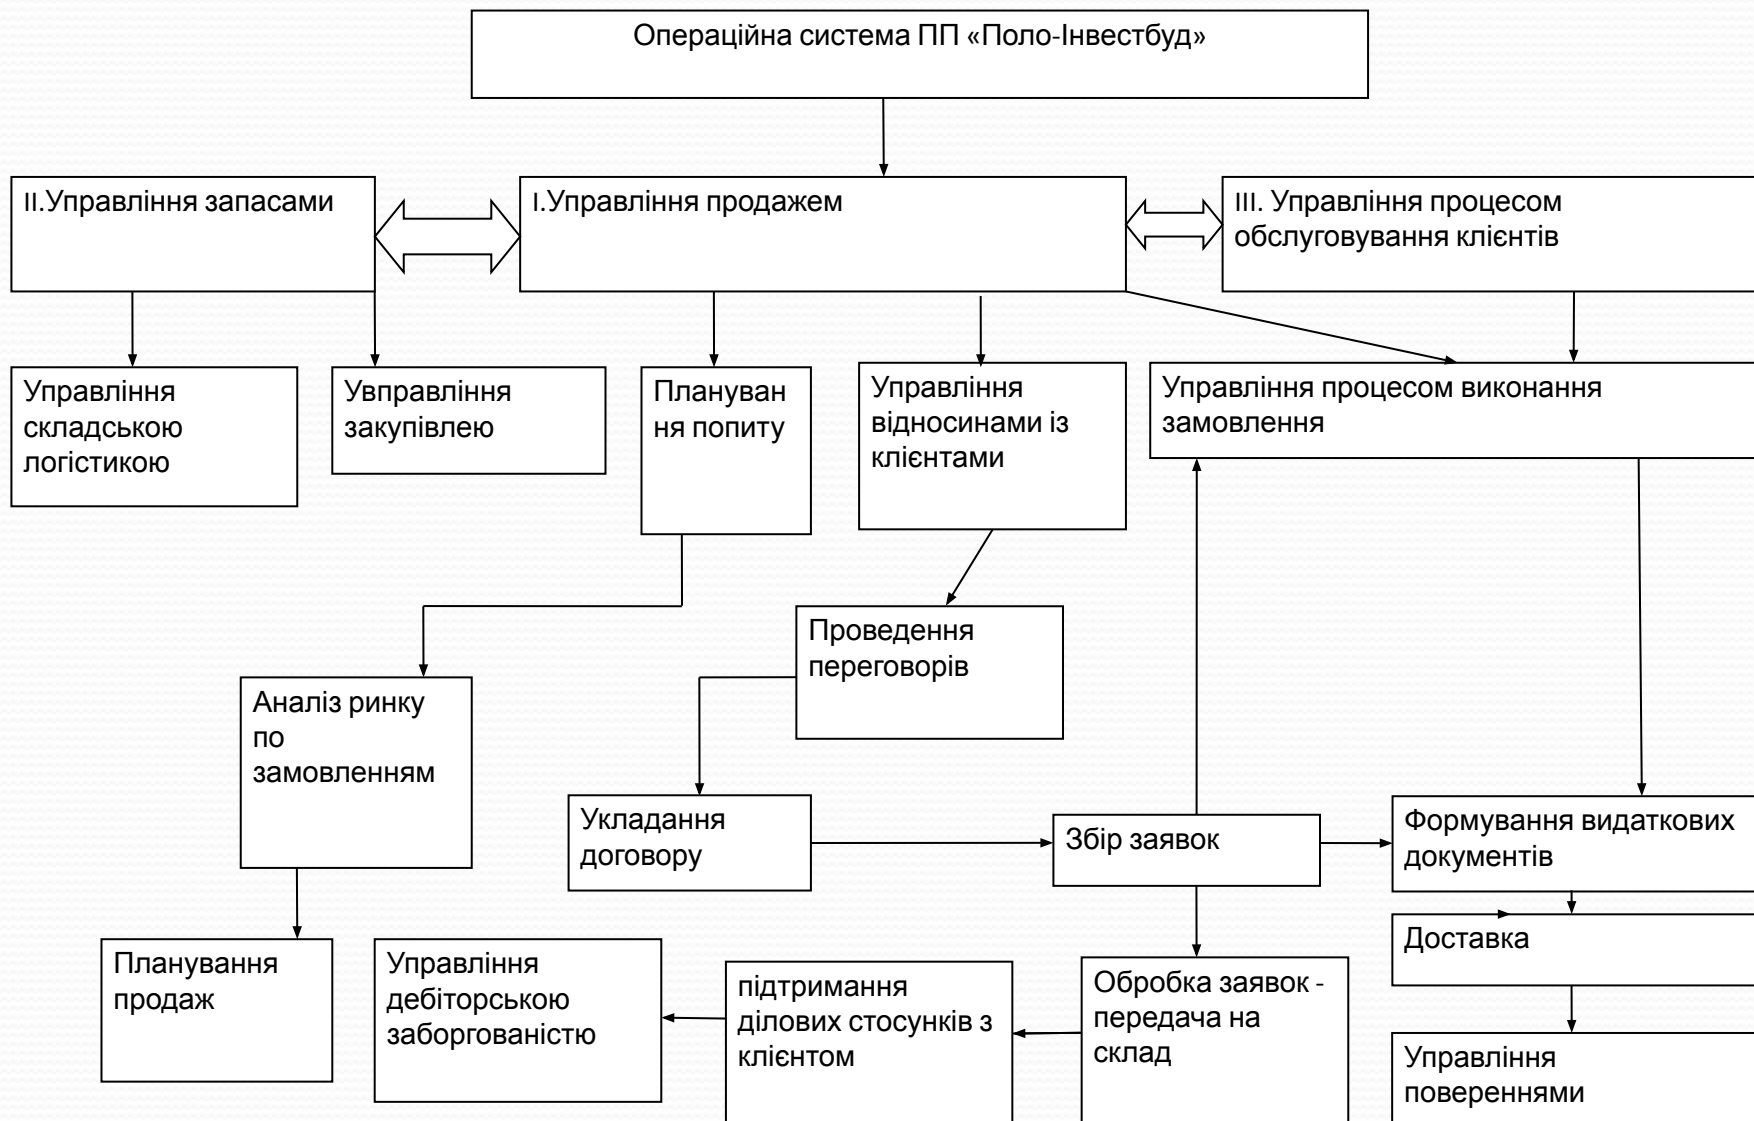 Операційна система ПП «Поло-Інвестбуд»
II.Управління запасами
I.Управління продажем
III. Управління процесом
обслуговування клієнтів
Управління
складською
логістикою
Увправління
закупівлею
Плануван
ня попиту
Управління
відносинами із
клієнтами
Управління процесом виконання
замовлення
Проведення
переговорів
Аналіз ринку
по
замовленням
Укладання
договору
Збір заявок
Формування видаткових
документів
Доставка
Планування
продаж
Управління
дебіторською
заборгованістю
підтримання
ділових стосунків з
клієнтом
Обробка заявок -
передача на
склад
Управління
повереннями